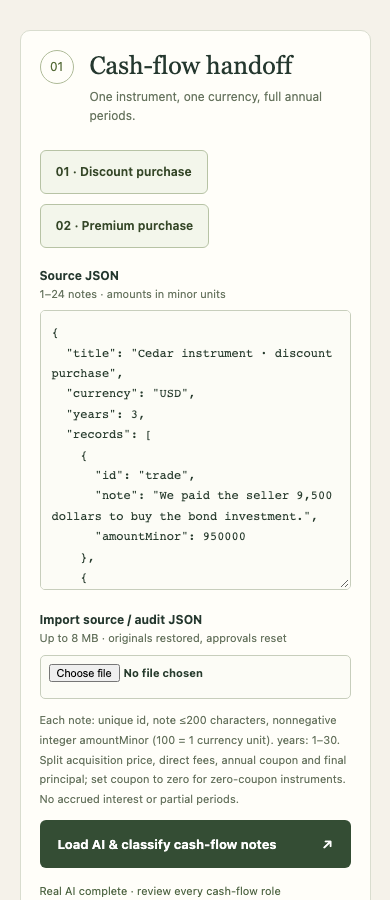 01
Cash-flow handoff
One instrument, one currency, full annual
periods.
01 · Discount purchase
02 · Premium purchase
Source JSON
1–24 notes · amounts in minor units
{
"title": "Cedar instrument · discount
purchase",
"currency": "USD",
"years": 3,
"records": [
{
"id": "trade",
"note": "We paid the seller 9,500
dollars to buy the bond investment.",
"amountMinor": 950000
},
{
Import source / audit JSON
Up to 8 MB · originals restored, approvals reset
Choose file No file chosen
Each note: unique id, note ≤200 characters, nonnegative
integer amountMinor (100 = 1 currency unit). years: 1–30.
Split acquisition price, direct fees, annual coupon and final
principal; set coupon to zero for zero-coupon instruments.
No accrued interest or partial periods.
Load AI & classify cash-flow notes ↗
Real AI complete · review every cash-flow role